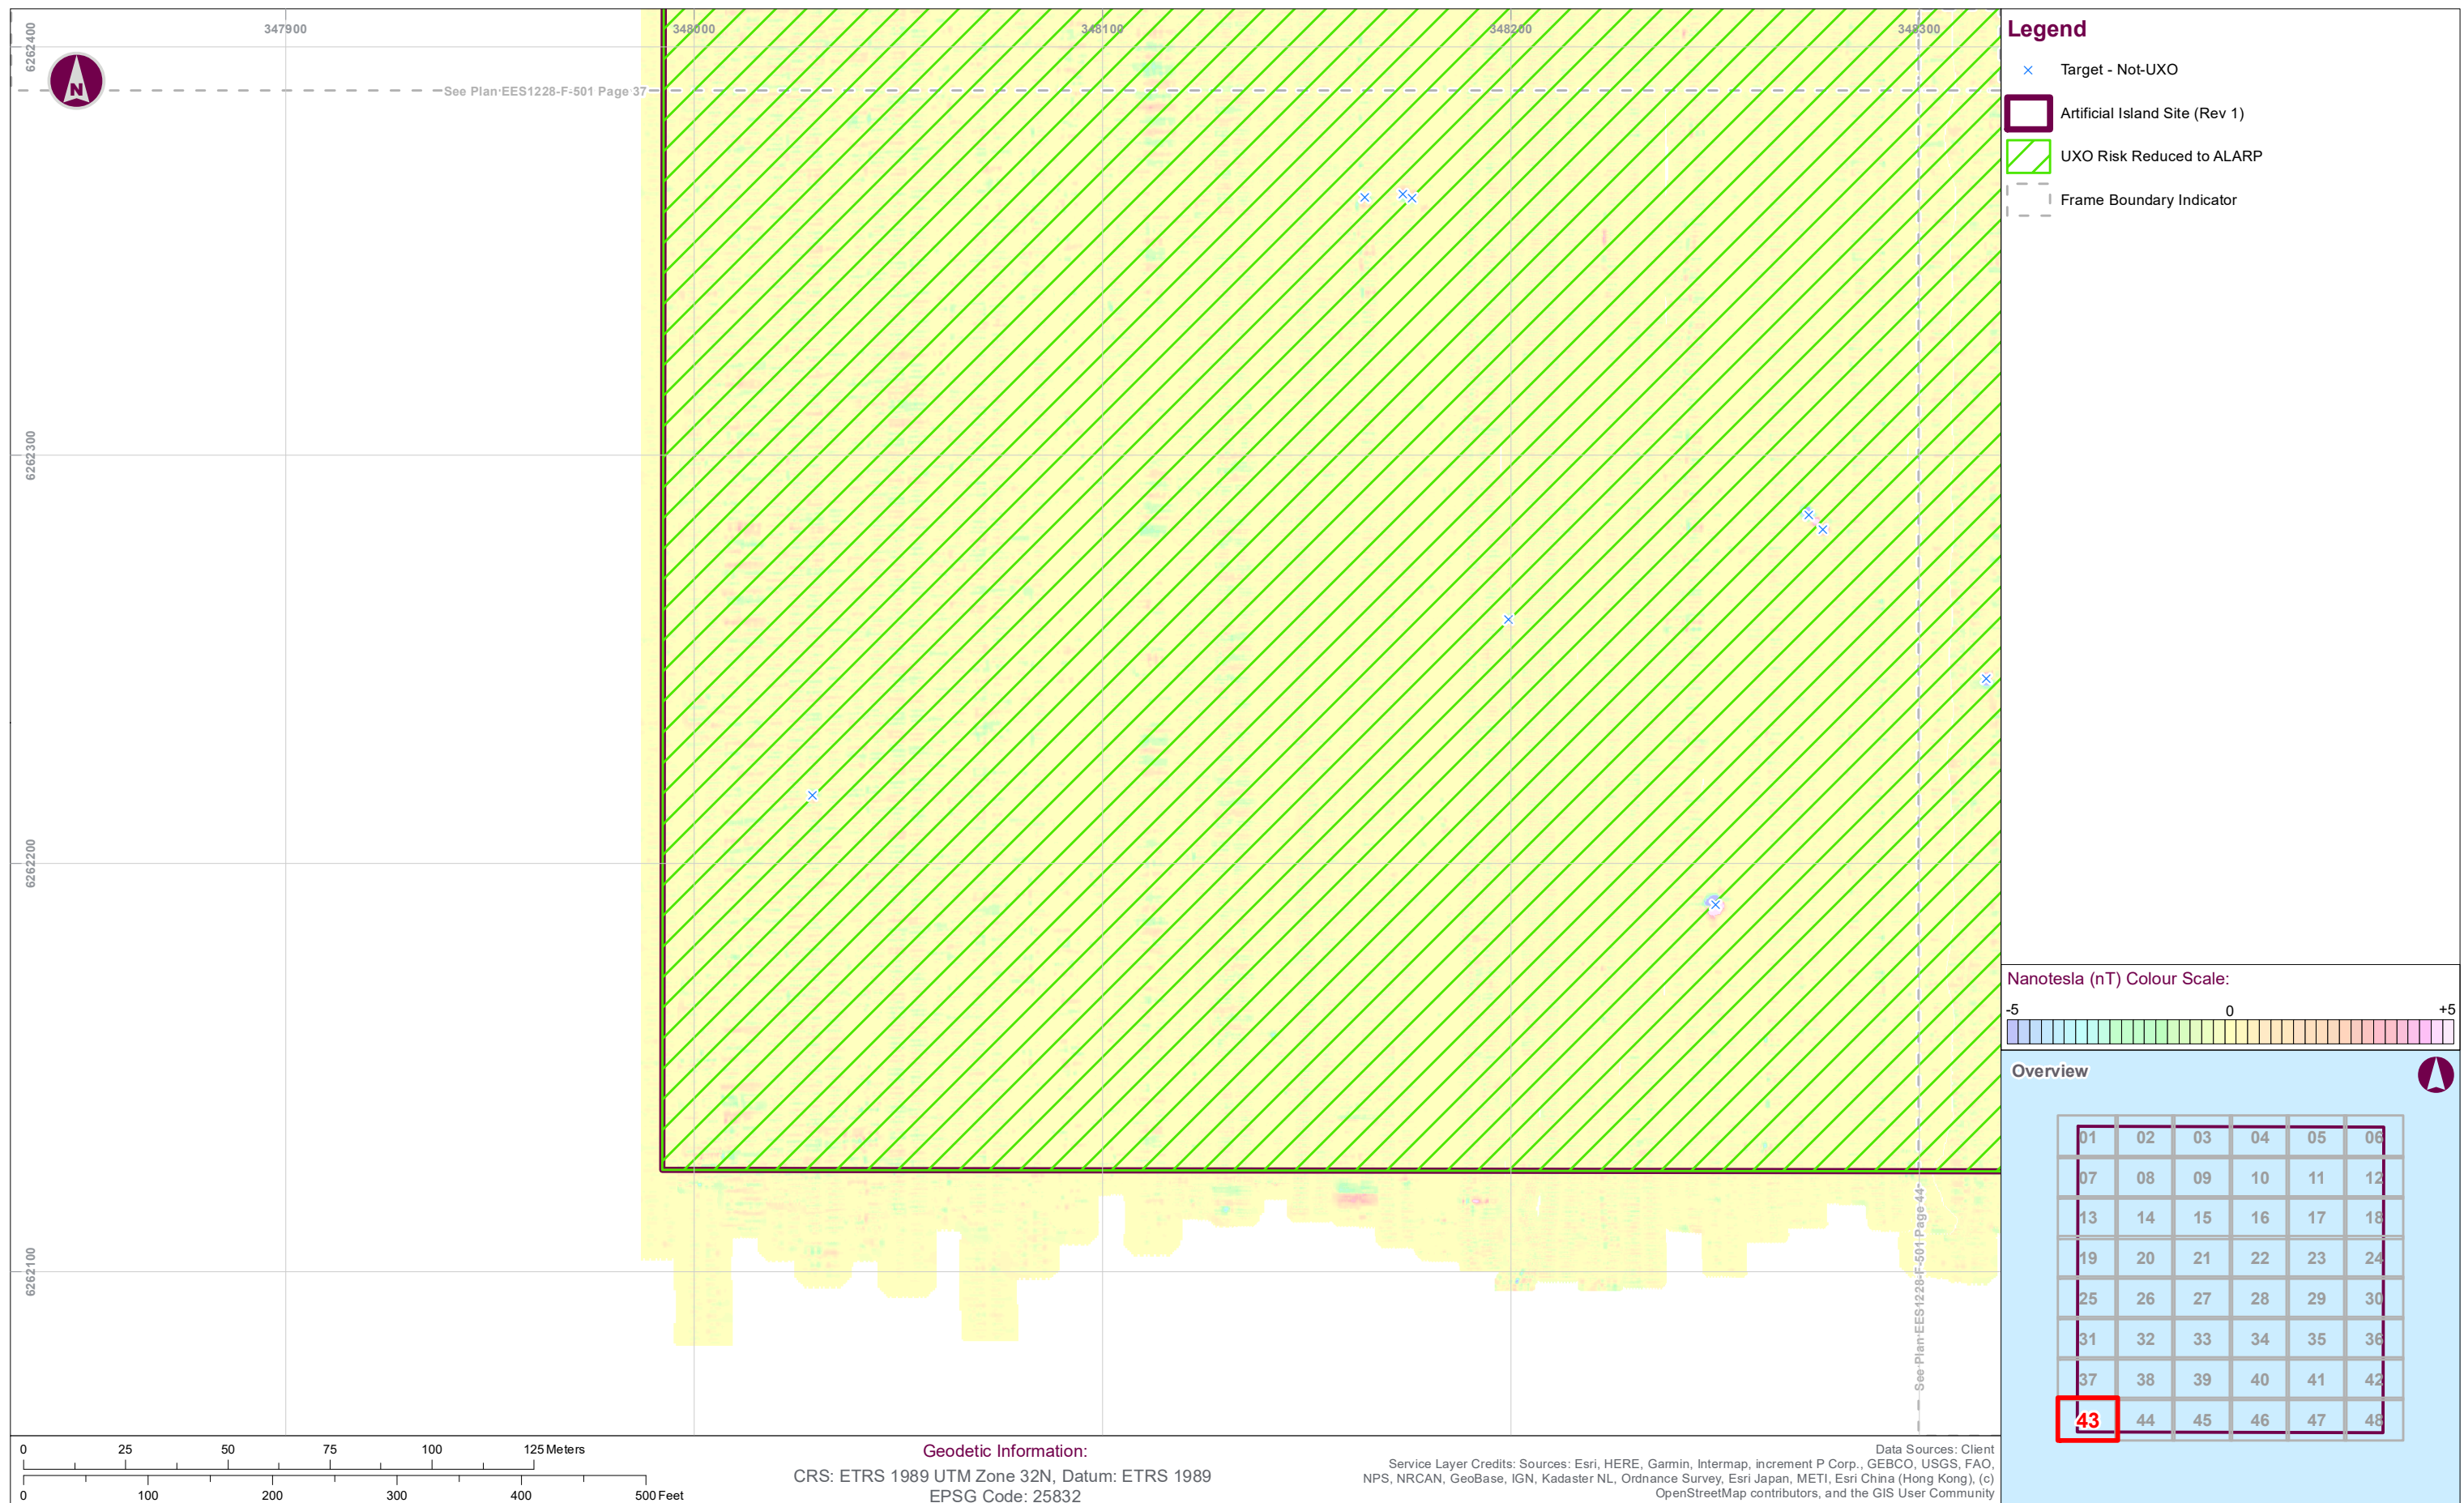 347900
348000
348100
348200
348300
6262400
6262300
6262200
6262100
N
See Plan EES1228-F-501 Page 37
See Plan EES1228-F-501 Page 44
Legend
Target - Not-UXO
Artificial Island Site (Rev 1)
UXO Risk Reduced to ALARP
Frame Boundary Indicator
Nanotesla (nT) Colour Scale:
-5 0 +5
Overview
01 02 03 04 05 06
07 08 09 10 11 12
13 14 15 16 17 18
19 20 21 22 23 24
25 26 27 28 29 30
31 32 33 34 35 36
37 38 39 40 41 42
43 44 45 46 47 48
0 25 50 75 100 125 Meters
0 100 200 300 400 500 Feet
Geodetic Information:
CRS: ETRS 1989 UTM Zone 32N, Datum: ETRS 1989
EPSG Code: 25832
Data Sources: Client
Service Layer Credits: Sources: Esri, HERE, Garmin, Intermap, increment P Corp., GEBCO, USGS, FAO,
NPS, NRCAN, GeoBase, IGN, Kadaster NL, Ordnance Survey, Esri Japan, METI, Esri China (Hong Kong), (c)
OpenStreetMap contributors, and the GIS User Community